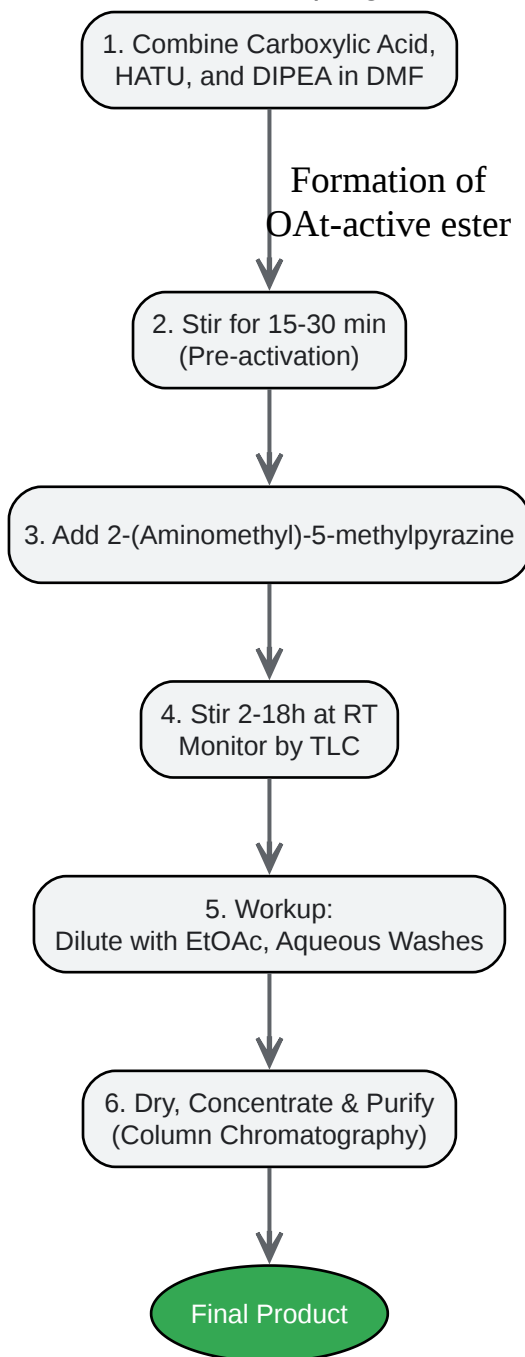 1. Combine Carboxylic Acid,
HATU, and DIPEA in DMF
Formation of
OAt-active ester
2. Stir for 15-30 min
(Pre-activation)
3. Add 2-(Aminomethyl)-5-methylpyrazine
4. Stir 2-18h at RT
Monitor by TLC
5. Workup:
Dilute with EtOAc, Aqueous Washes
6. Dry, Concentrate & Purify
(Column Chromatography)
Final Product